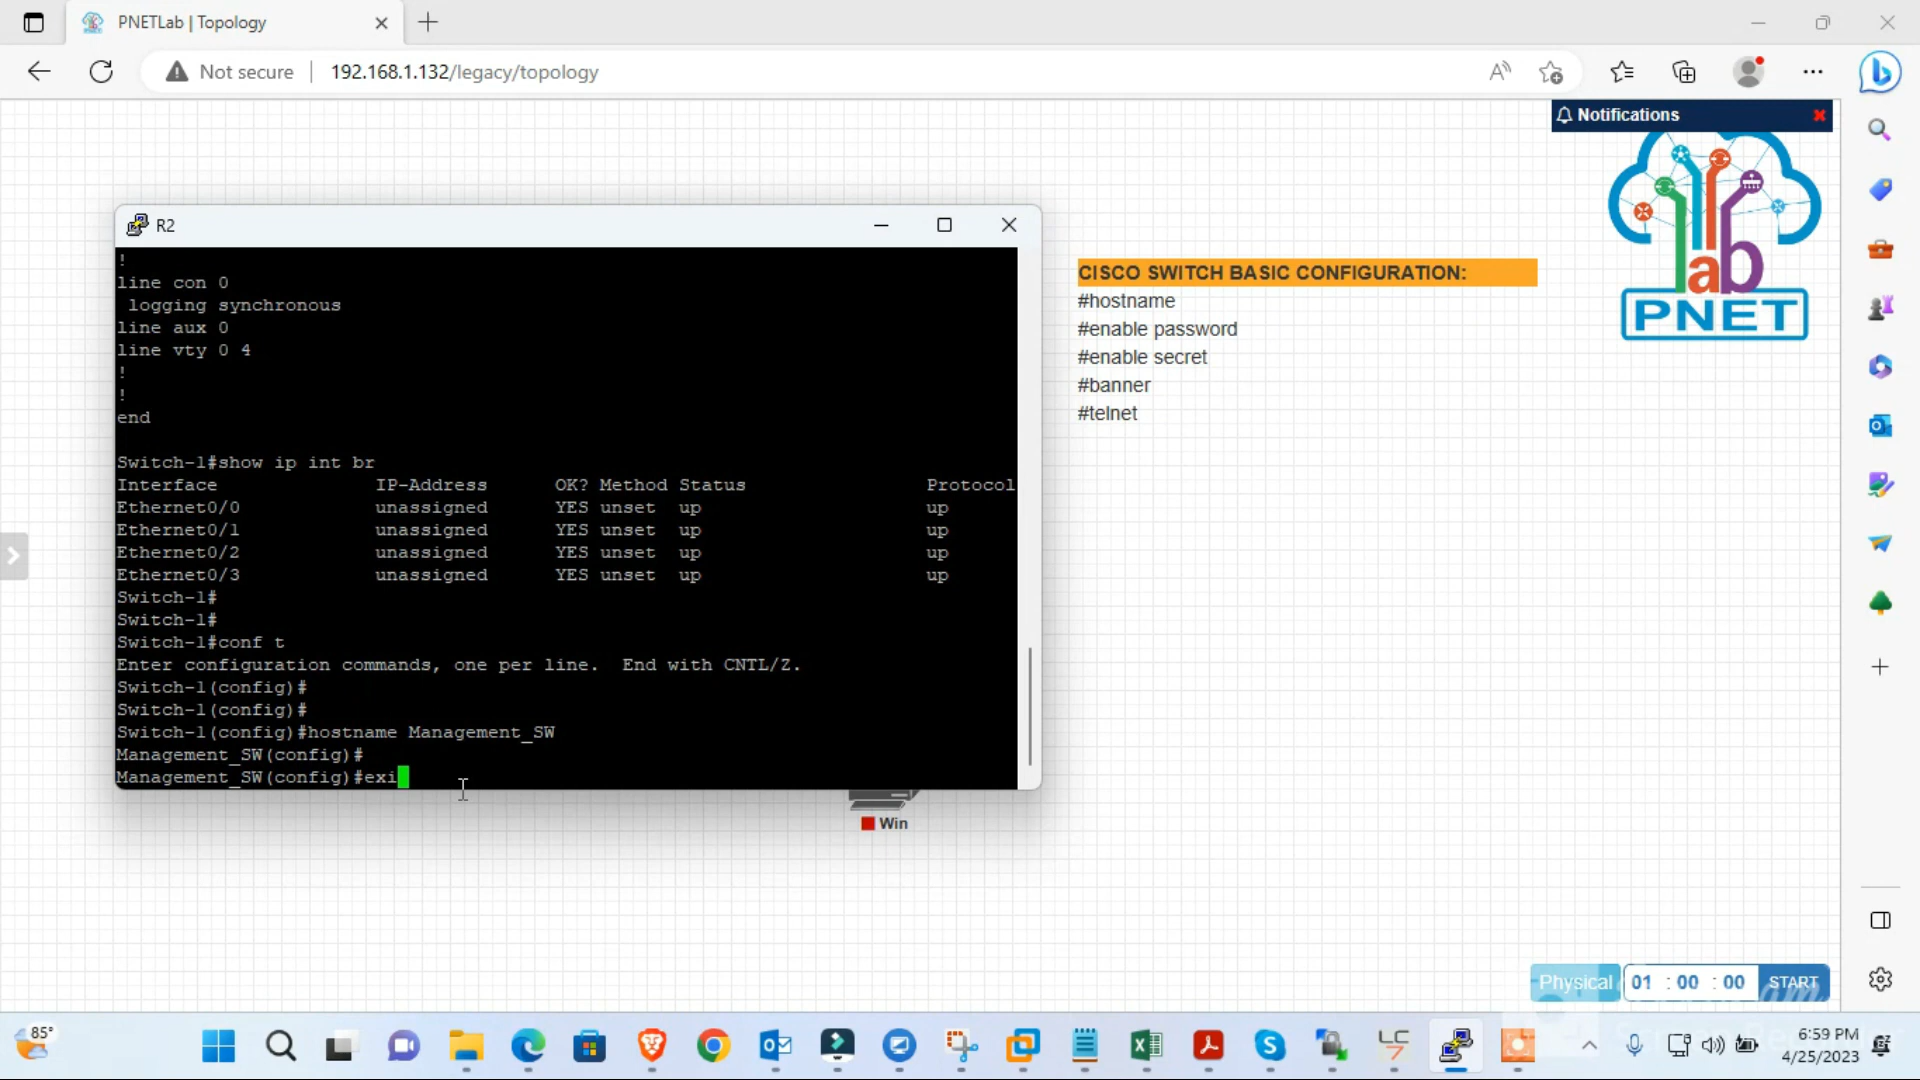 PNETLab | Topology
Not secure
192.168.1.132/legacy/topology
Notifications
lab
PNET
R2
!
line con 0
logging synchronous
line aux 0
line vty 0 4
!
!
end
Switch-1#show ip int br
Interface IP-Address OK? Method Status Protocol
Ethernet0/0 unassigned YES unset up up
Ethernet0/1 unassigned YES unset up up
Ethernet0/2 unassigned YES unset up up
Ethernet0/3 unassigned YES unset up up
Switch-1#
Switch-1#
Switch-1#conf t
Enter configuration commands, one per line. End with CNTL/Z.
Switch-1(config)#
Switch-1(config)#
Switch-1(config)#hostname Management_SW
Management_SW(config)#
Management_SW(config)#exi
CISCO SWITCH BASIC CONFIGURATION:
#hostname
#enable password
#enable secret
#banner
#telnet
Win
Physical 01 : 00 : 00 START
85°
LC
7
6:59 PM
4/25/2023